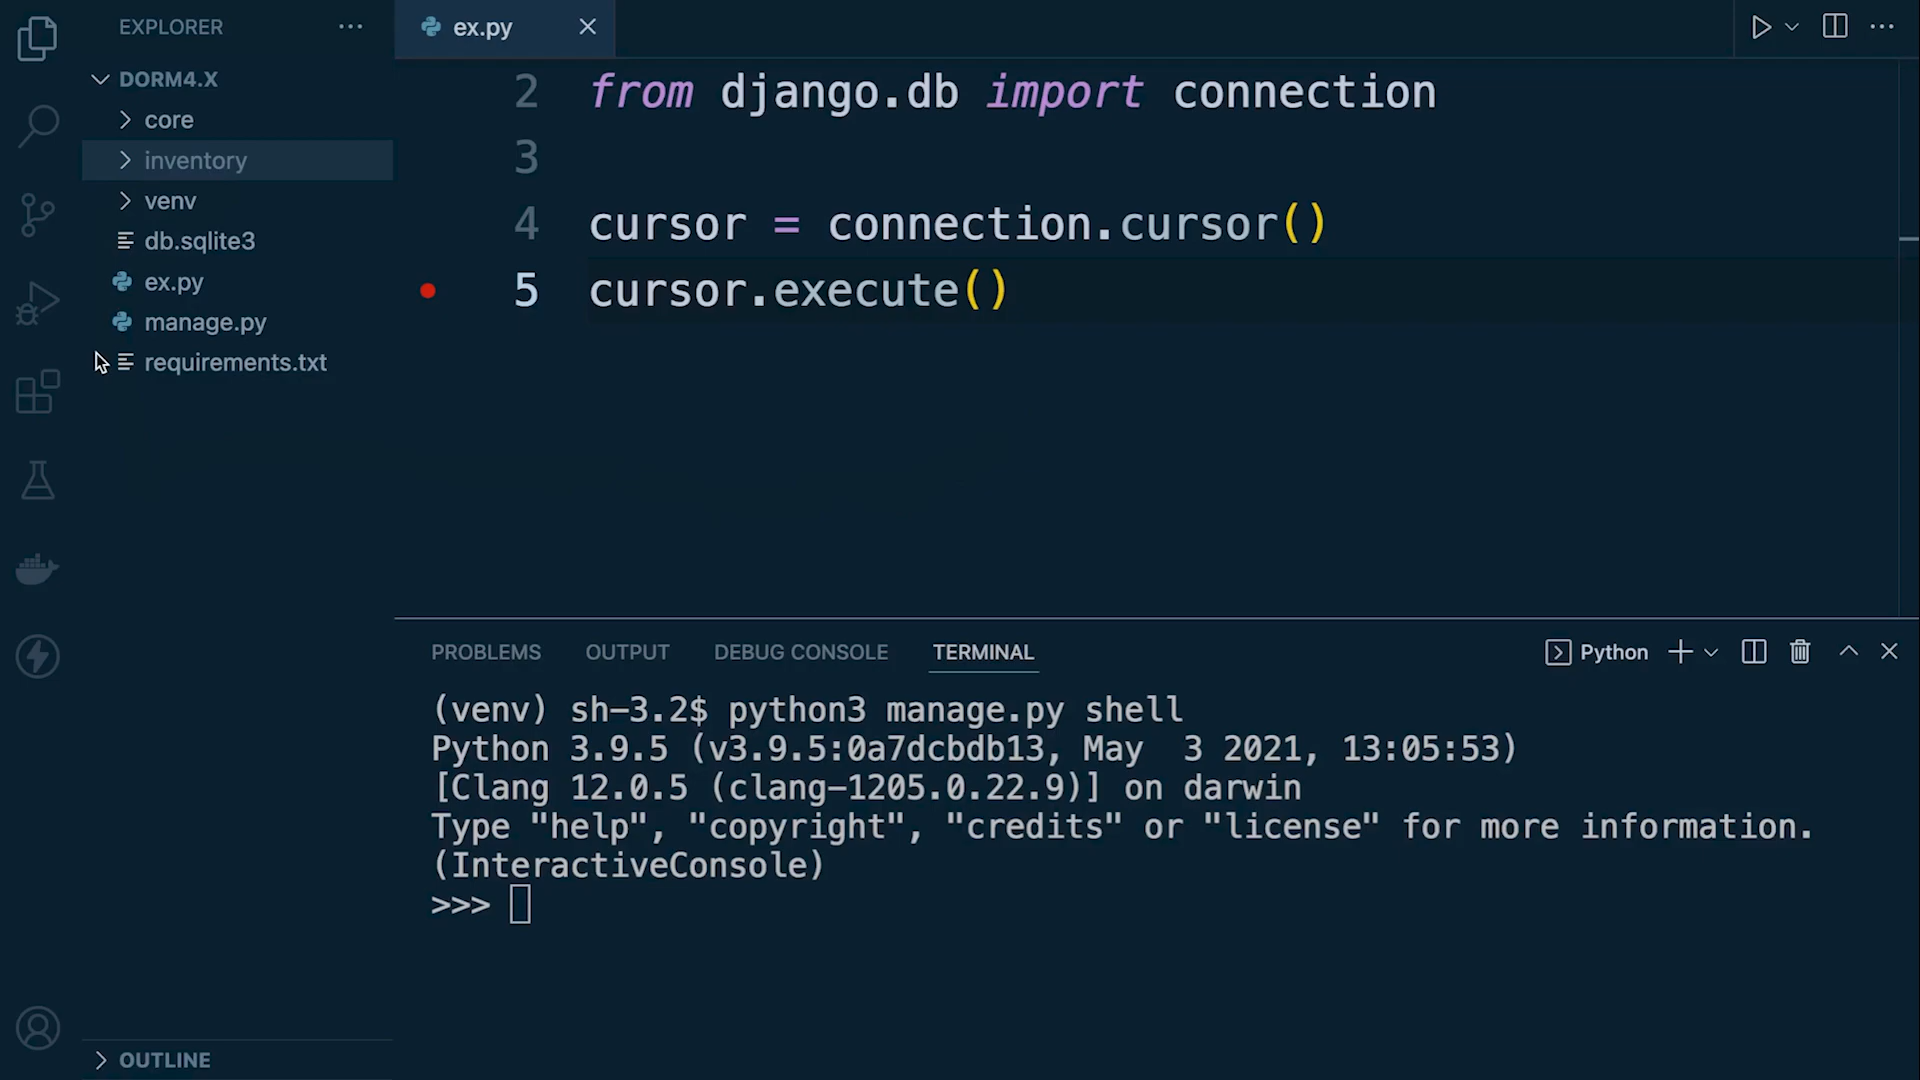 EXPLORER
DORM4.X
core
inventory
venv
db.sqlite3
ex.py
manage.py
requirements.txt
OUTLINE
ex.py
2 from django.db import connection
3
4 cursor = connection.cursor()
5 cursor.execute()
PROBLEMS OUTPUT DEBUG CONSOLE TERMINAL Python
(venv) sh-3.2$ python3 manage.py shell
Python 3.9.5 (v3.9.5:0a7dcbdb13, May  3 2021, 13:05:53)
[Clang 12.0.5 (clang-1205.0.22.9)] on darwin
Type "help", "copyright", "credits" or "license" for more information.
(InteractiveConsole)
>>>